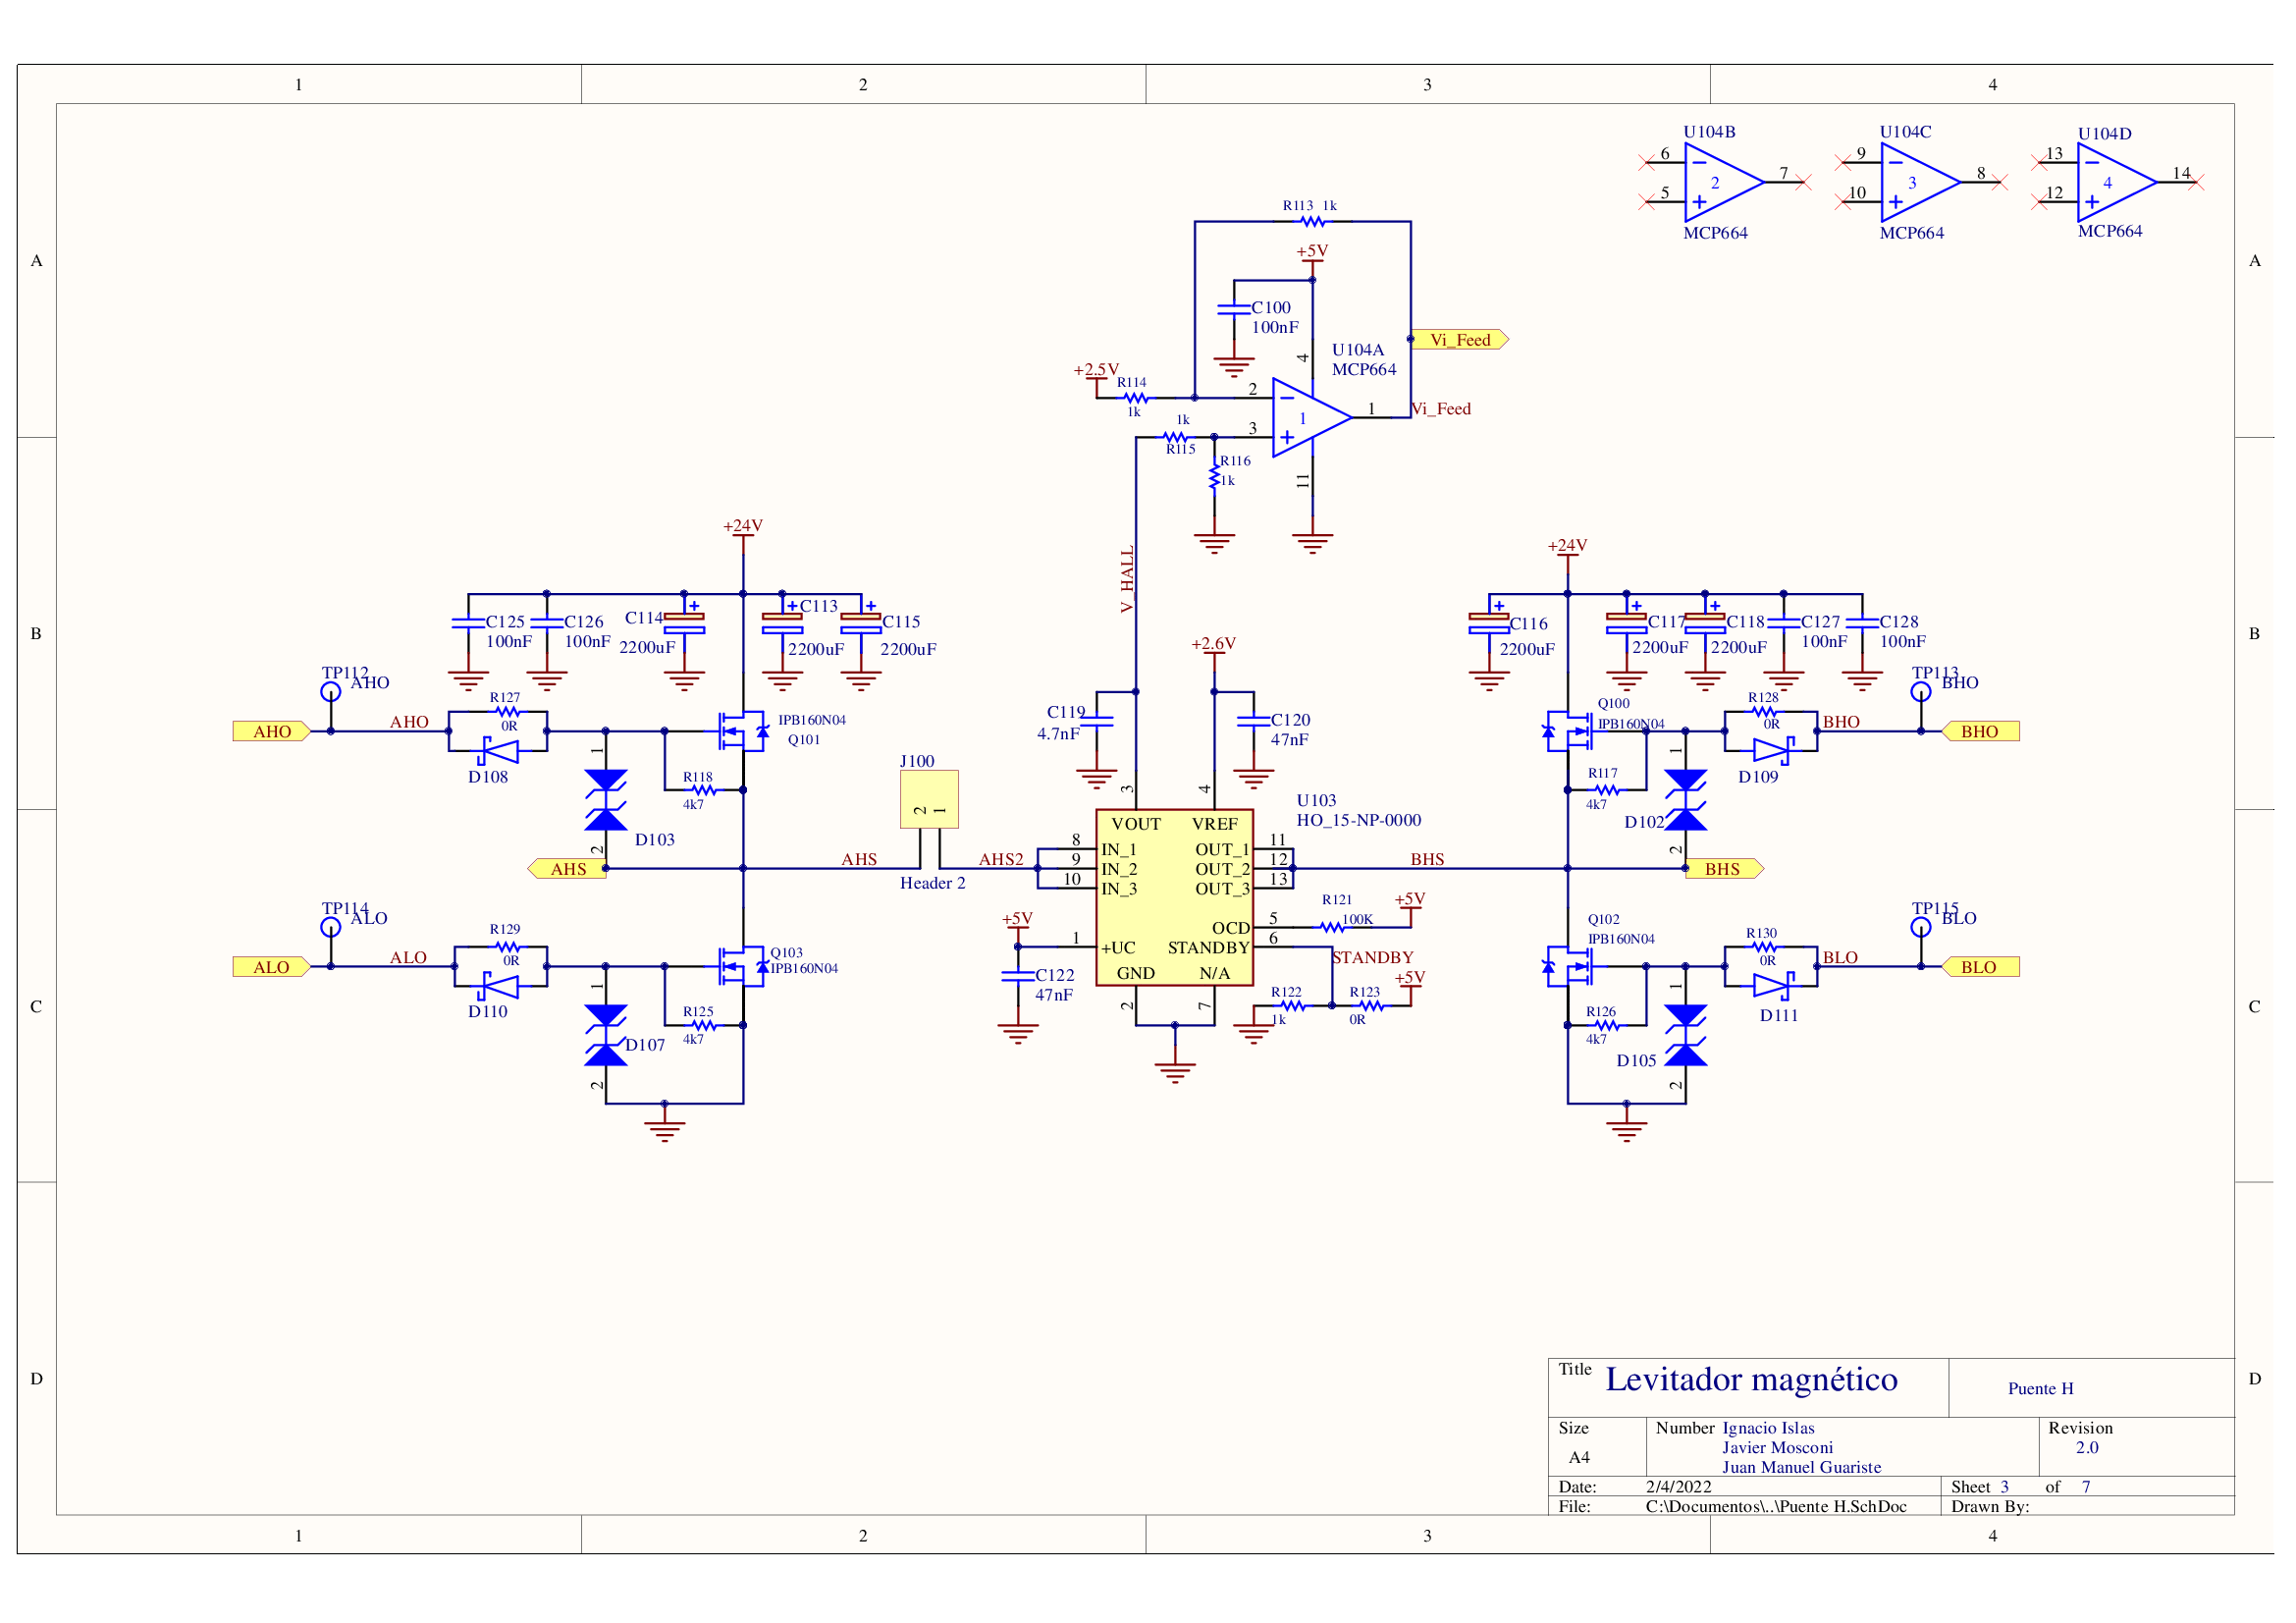 1 2 3 4
A
A
B
B
C
C
D
D
U104B
6
5
2
7
MCP664
U104C
9
10
3
8
MCP664
U104D
13
12
4
14
MCP664
R113 1k
+5V
C100
100nF
4
U104A
MCP664
Vi_Feed
+2.5V
R114
1k
2
1
1
Vi_Feed
1k
R115
3
R116
1k
11
V_HALL
+24V
C125
100nF
C126
100nF
C114
2200uF
C113
2200uF
C115
2200uF
TP112
AHO
AHO
AHO
R127
0R
D108
1
2
D103
IPB160N04
Q101
R118
4k7
AHS
AHS
J100
2 1
Header 2
AHS2
TP114
ALO
ALO
ALO
R129
0R
D110
1
2
D107
Q103
IPB160N04
R125
4k7
+2.6V
C119
4.7nF
C120
47nF
3
4
U103
HO_15-NP-0000
VOUT VREF
8 IN_1
9 IN_2
10 IN_3
OUT_1 11
OUT_2 12
OUT_3 13
OCD 5
STANDBY 6
1 +UC
GND N/A
2 7
+5V
C122
47nF
R121
100K
+5V
STANDBY
+5V
R122
1k
R123
0R
BHS
+24V
C116
2200uF
C117
2200uF
C118
2200uF
C127
100nF
C128
100nF
TP113
BHO
BHO
BHO
R128
0R
D109
Q100
IPB160N04
R117
4k7
1
2
D102
BHS
TP115
BLO
BLO
BLO
R130
0R
D111
Q102
IPB160N04
R126
4k7
1
2
D105
Title Levitador magnético
Puente H
Size
A4
Number Ignacio Islas
Javier Mosconi
Juan Manuel Guariste
Revision
2.0
Date: 2/4/2022
Sheet 3 of 7
File: C:\Documentos\..\Puente H.SchDoc
Drawn By:
1 2 3 4